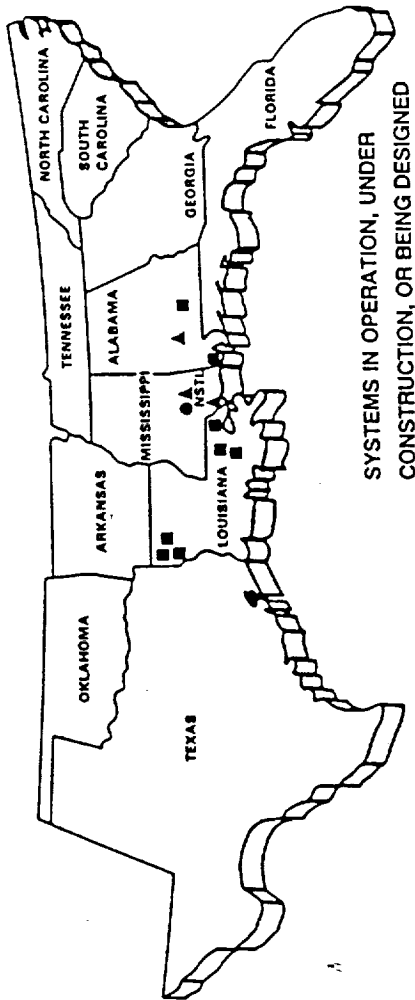 NORTH CAROLINA
SOUTH
CAROLINA
TENNESSEE
GEORGIA
FLORIDA
ALABAMA
MISSISSIPPI
NSTL
ARKANSAS
LOUISIANA
OKLAHOMA
TEXAS
SYSTEMS IN OPERATION, UNDER
CONSTRUCTION, OR BEING DESIGNED